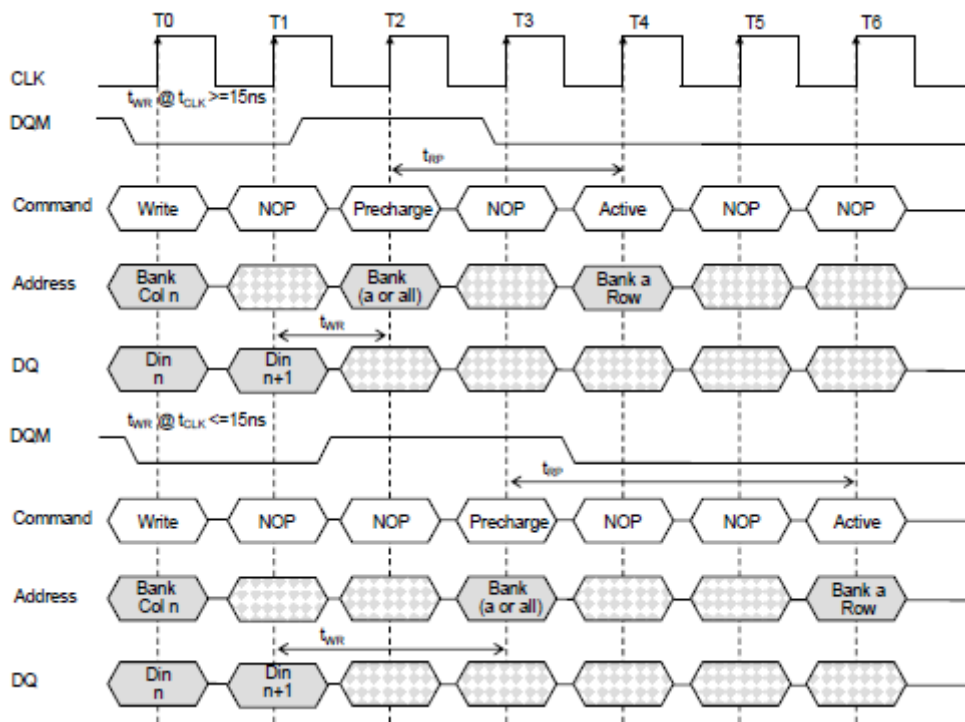 T0 T1 T2 T3 T4 T5 T6
CLK
tWR @ tCLK >=15ns
DQM
tRP
Command Write NOP Precharge NOP Active NOP NOP
Address Bank Col n Bank (a or all) Bank a Row
tWR
DQ Din n Din n+1
tWR @ tCLK <=15ns
DQM
tRP
Command Write NOP NOP Precharge NOP NOP Active
Address Bank Col n Bank (a or all) Bank a Row
tWR
DQ Din n Din n+1